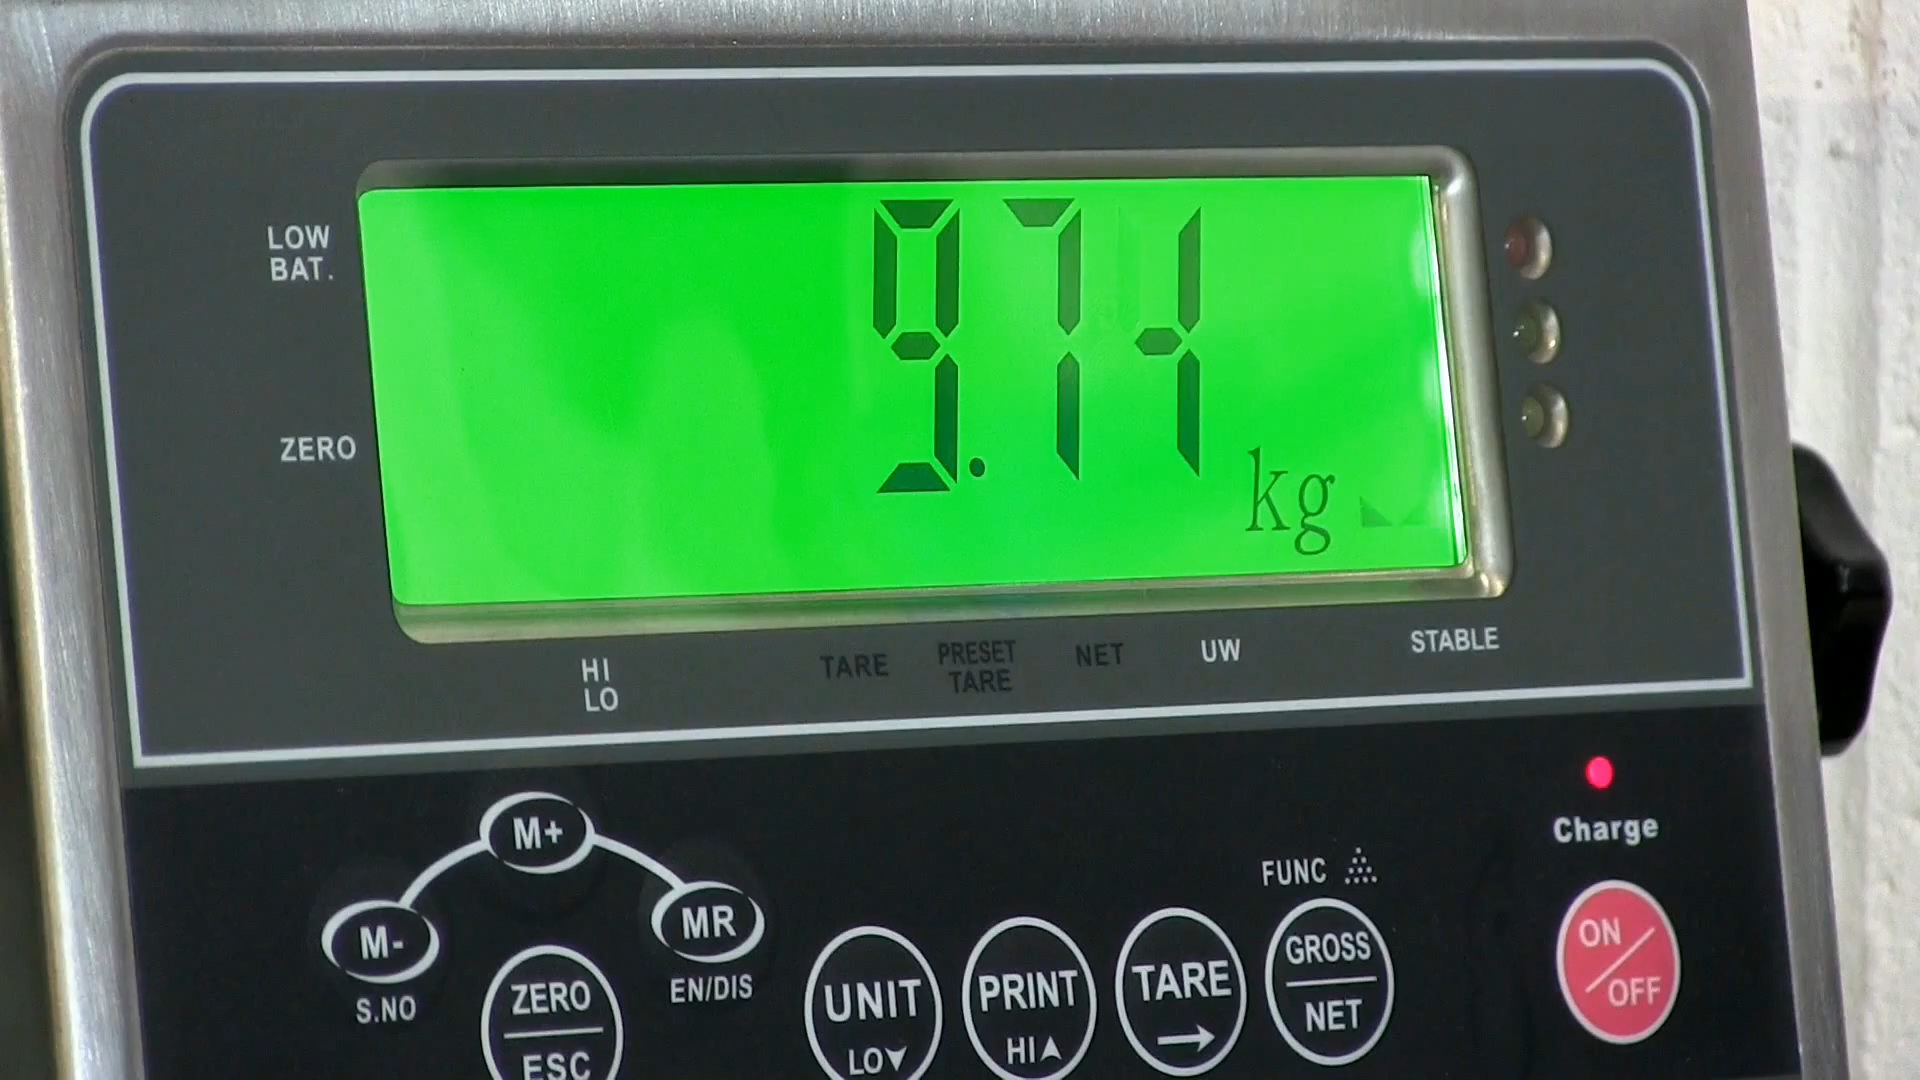 LOW
BAT.
9.74
kg
ZERO
HI
LO
TARE
PRESET
TARE
NET
UW
STABLE
Charge
M+
M-
S.NO
MR
EN/DIS
ZERO
ESC
UNIT
LO
PRINT
HI
TARE
FUNC
GROSS
NET
ON
OFF